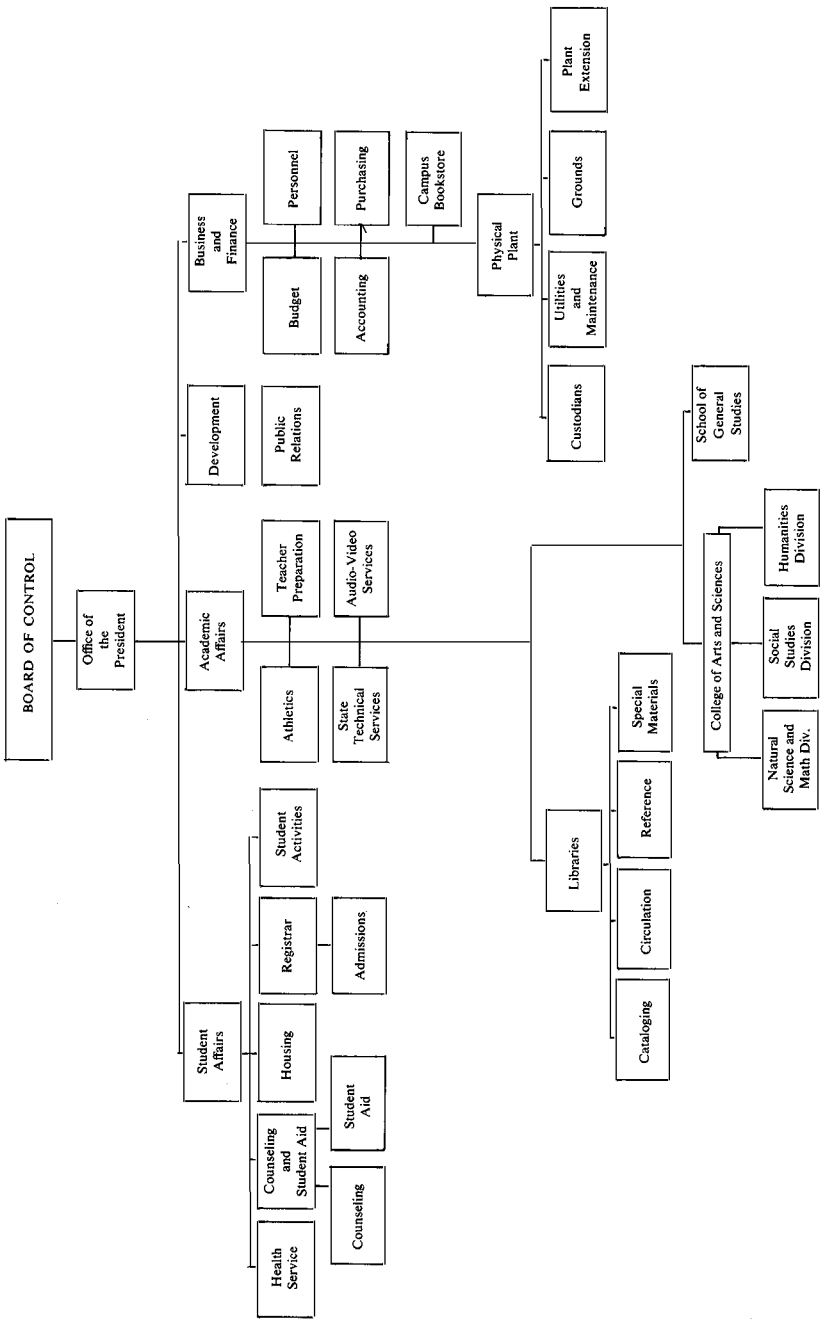 BOARD OF CONTROL
Office of
the
President
Student
Affairs
Academic
Affairs
Development
Business
and
Finance
Health
Service
Counseling
and
Student Aid
Housing
Registrar
Student
Activities
Counseling
Student
Aid
Admissions
Athletics
Teacher
Preparation
State
Technical
Services
Audio-Video
Services
Public
Relations
Budget
Personnel
Accounting
Purchasing
Campus
Bookstore
Physical
Plant
Custodians
Utilities
and
Maintenance
Grounds
Plant
Extension
Libraries
Cataloging
Circulation
Reference
Special
Materials
College of Arts and Sciences
School of
General
Studies
Natural
Science and
Math Div.
Social
Studies
Division
Humanities
Division